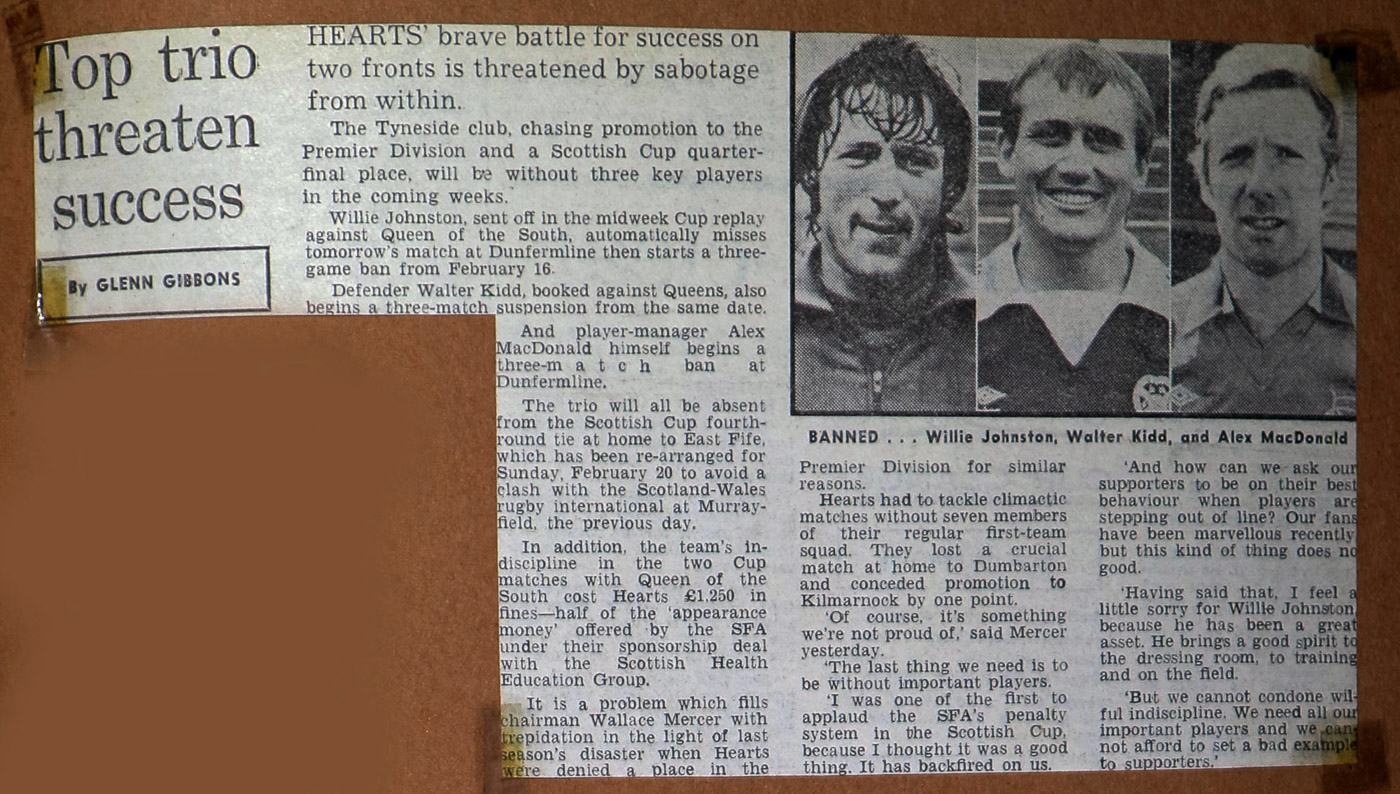 Top trio
threaten
success
By GLENN GIBBONS
HEARTS' brave battle for success on
two fronts is threatened by sabotage
from within.
The Tyneside club, chasing promotion to the
Premier Division and a Scottish Cup quarter-
final place, will be without three key players
in the coming weeks.
Willie Johnston, sent off in the midweek Cup replay
against Queen of the South, automatically misses
tomorrow's match at Dunfermline then starts a three-
game ban from February 16.
Defender Walter Kidd, booked against Queens, also
begins a three-match suspension from the same date.
And player-manager Alex
MacDonald himself begins a
three-m a t c h ban at
Dunfermline.
The trio will all be absent
from the Scottish Cup fourth-
round tie at home to East Fife,
which has been re-arranged for
Sunday, February 20 to avoid a
clash with the Scotland-Wales
rugby international at Murray-
field, the previous day.
In addition, the team's in-
discipline in the two Cup
matches with Queen of the
South cost Hearts £1,250 in
fines—half of the 'appearance
money' offered by the SFA
under their sponsorship deal
with the Scottish Health
Education Group.
It is a problem which fills
chairman Wallace Mercer with
trepidation in the light of last
season's disaster when Hearts
were denied a place in the
BANNED . . . Willie Johnston, Walter Kidd, and Alex MacDonald
Premier Division for similar
reasons.
Hearts had to tackle climactic
matches without seven members
of their regular first-team
squad. They lost a crucial
match at home to Dumbarton
and conceded promotion to
Kilmarnock by one point.
'Of course, it's something
we're not proud of,' said Mercer
yesterday.
'The last thing we need is to
be without important players.
'I was one of the first to
applaud the SFA's penalty
system in the Scottish Cup,
because I thought it was a good
thing. It has backfired on us.
'And how can we ask our
supporters to be on their best
behaviour when players are
stepping out of line? Our fans
have been marvellous recently
but this kind of thing does no
good.
'Having said that, I feel a
little sorry for Willie Johnston,
because he has been a great
asset. He brings a good spirit to
the dressing room, to training
and on the field.
'But we cannot condone wil-
ful indiscipline. We need all our
important players and we can-
not afford to set a bad example
to supporters.'